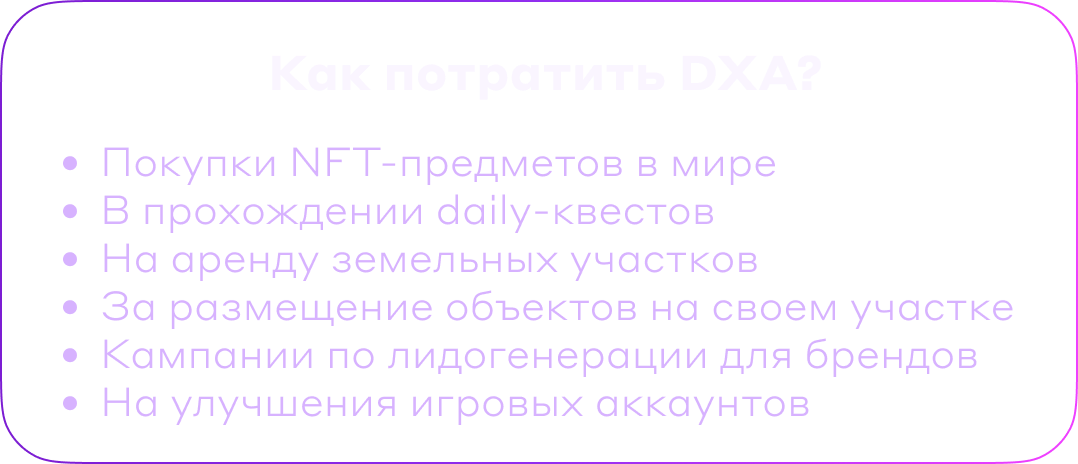 Как потратить DXA?
Покупки NFT-предметов в мире
В прохождении daily-квестов
На аренду земельных участков
За размещение объектов на своем участке
Кампании по лидогенерации для брендов
На улучшения игровых аккаунтов